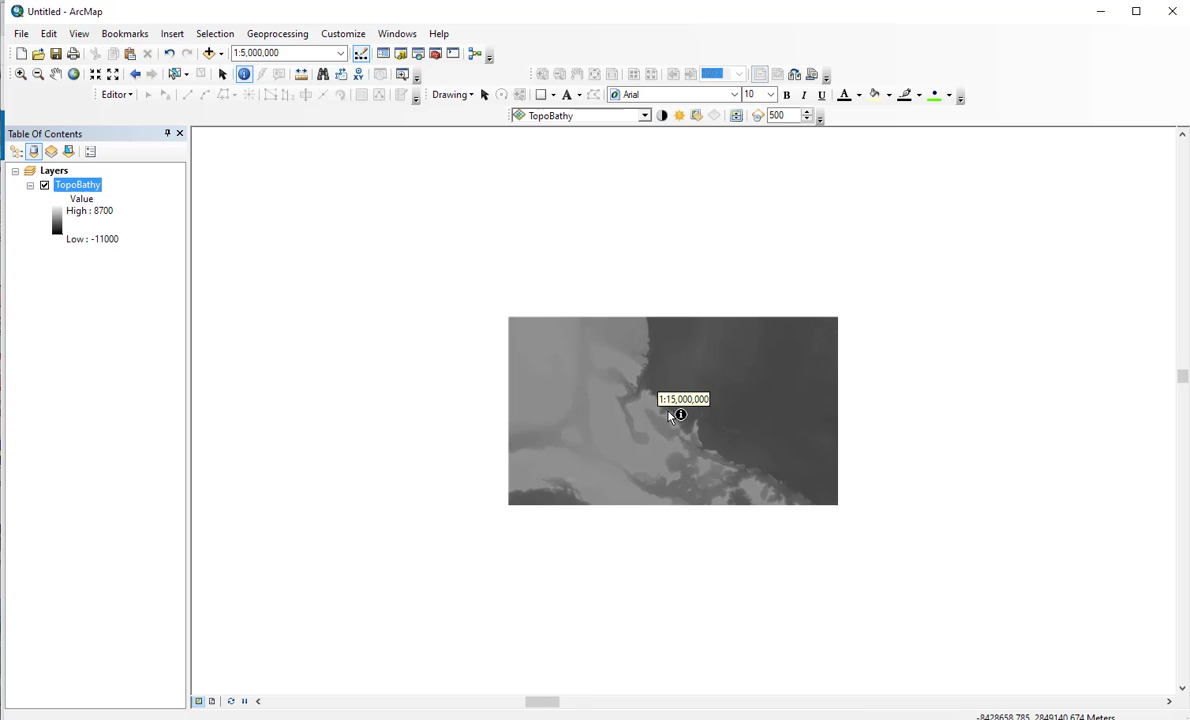 Untitled - ArcMap
File Edit View Bookmarks Insert Selection Geoprocessing Customize Windows Help
1:5,000,000
Editor
Drawing
A
Arial
10
B I U A
TopoBathy
500
Table Of Contents
Layers
TopoBathy
Value
High : 8700
Low : -11000
1:15,000,000
-8428658.785 2849140.674 Meters